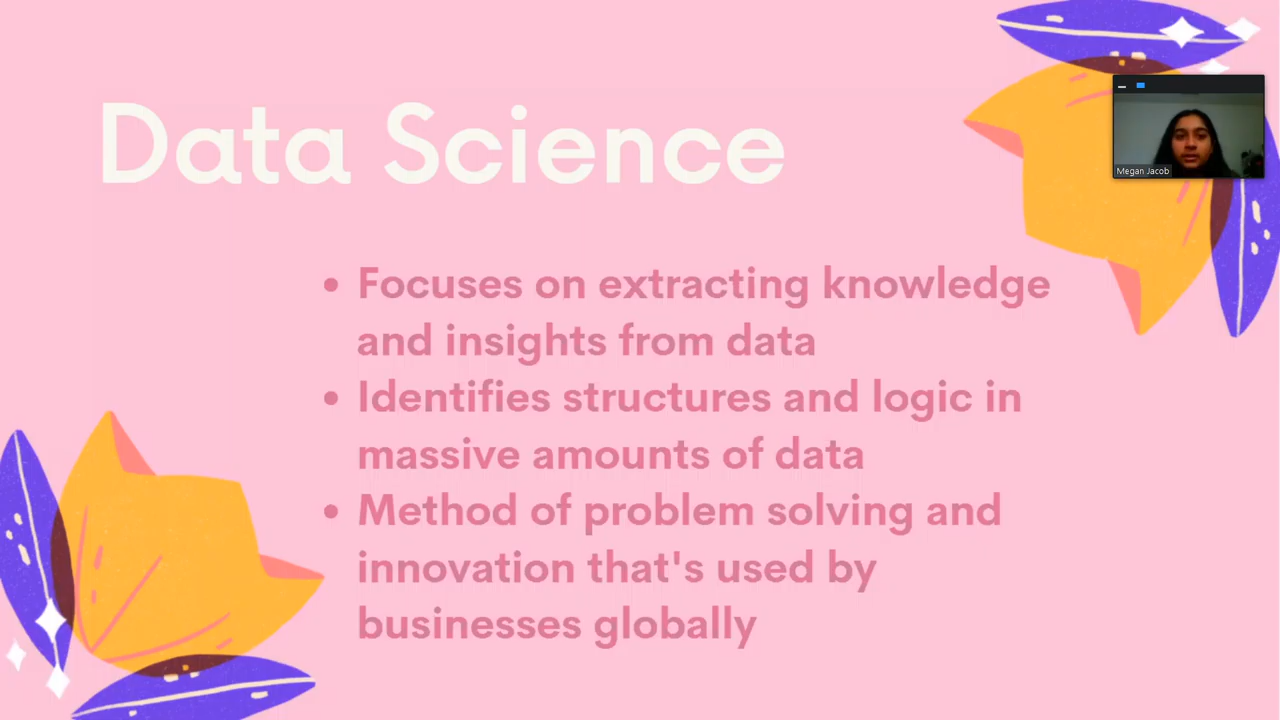 Data Science
Megan Jacob
• Focuses on extracting knowledge
and insights from data
• Identifies structures and logic in
massive amounts of data
• Method of problem solving and
innovation that's used by
businesses globally